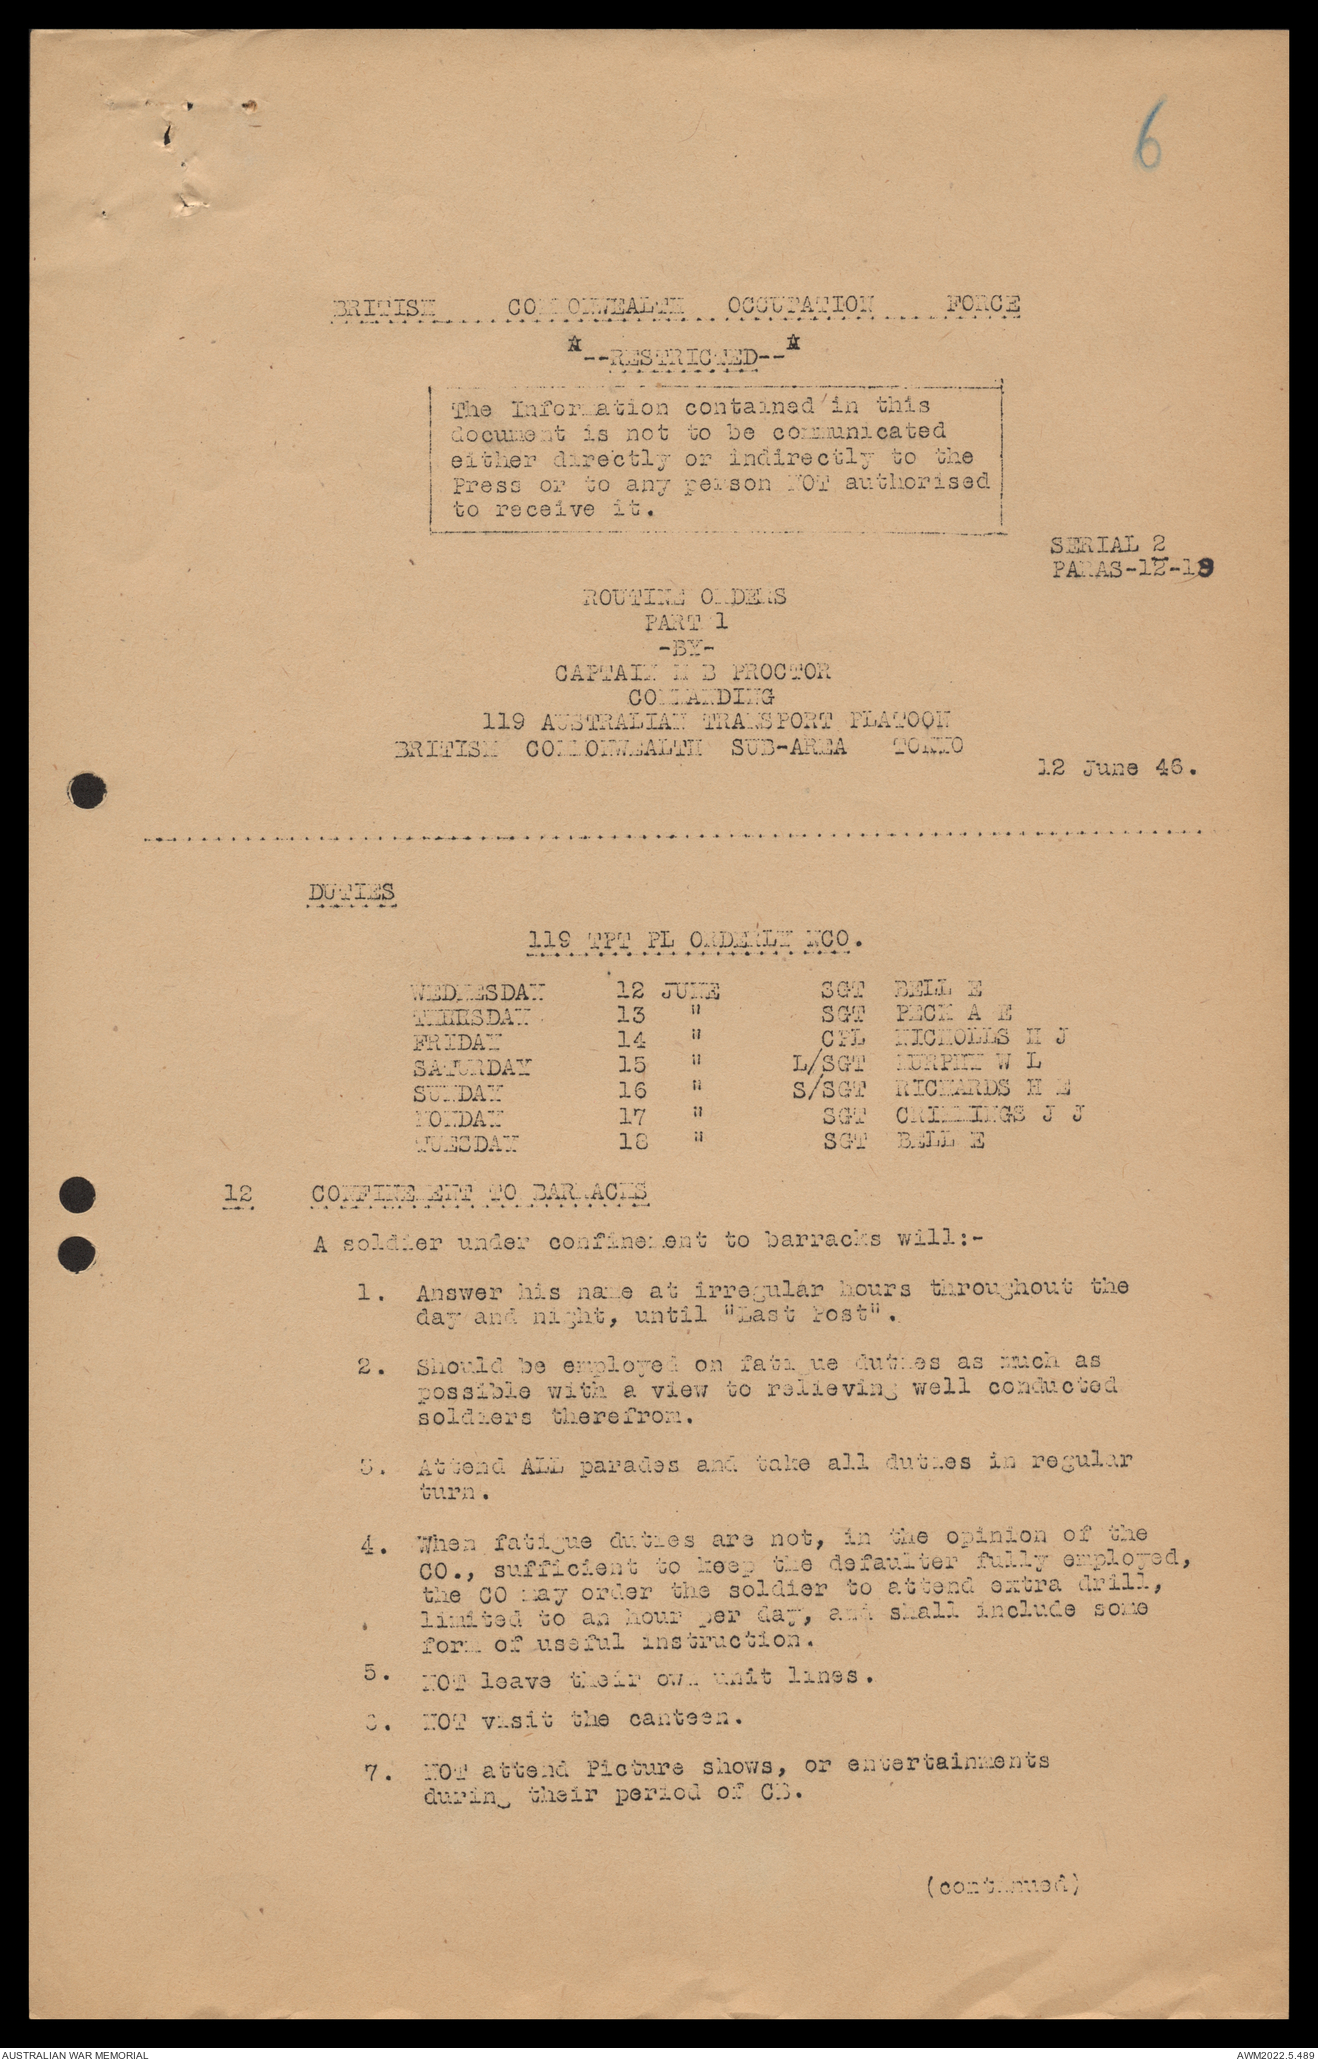 6
BRITISH COMMONWEALTH OCCUPATION FORCE
--RESTRICTED--
The Information contained in this
document is not to be communicated
either directly or indirectly to the
Press or to any person NOT authorised
to receive it.
SERIAL 2
PARAS-12-19
ROUTINE ORDERS
PART 1
-BY-
CAPTAIN M B PROCTOR
COMMANDING
119 AUSTRALIAN TRANSPORT PLATOON
BRITISH COMMONWEALTH SUB-AREA TOKYO
12 June 46.
DUTIES
119 TPT PL ORDERLY NCO.
WEDNESDAY 12 JUNE SGT BELL E
THURSDAY 13 " SGT PECK A E
FRIDAY 14 " CPL NICHOLLS H J
SATURDAY 15 " L/SGT MURPHY W L
SUNDAY 16 " S/SGT RICHARDS H E
MONDAY 17 " SGT CRIMMINGS J J
TUESDAY 18 " SGT BELL E
12 CONFINEMENT TO BARRACKS
A soldier under confinement to barracks will:-
1. Answer his name at irregular hours throughout the
day and night, until "Last Post".
2. Should be employed on fatigue duties as much as
possible with a view to relieving well conducted
soldiers therefrom.
3. Attend ALL parades and take all duties in regular
turn.
4. When fatigue duties are not, in the opinion of the
CO., sufficient to keep the defaulter fully employed,
the CO may order the soldier to attend extra drill,
limited to an hour per day, and shall include some
form of useful instruction.
5. NOT leave their own unit lines.
6. NOT visit the canteen.
7. NOT attend Picture shows, or entertainments
during their period of CB.
(continued)
AUSTRALIAN WAR MEMORIAL
AWM2022.5.489